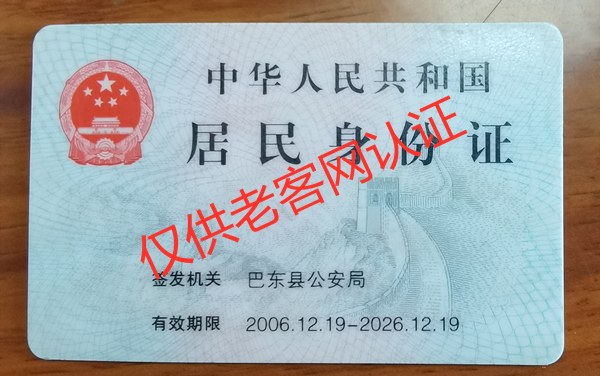 中华人民共和国
居民身份证
仅供老客网认证
签发机关 巴东县公安局
有效期限 2006.12.19-2026.12.19